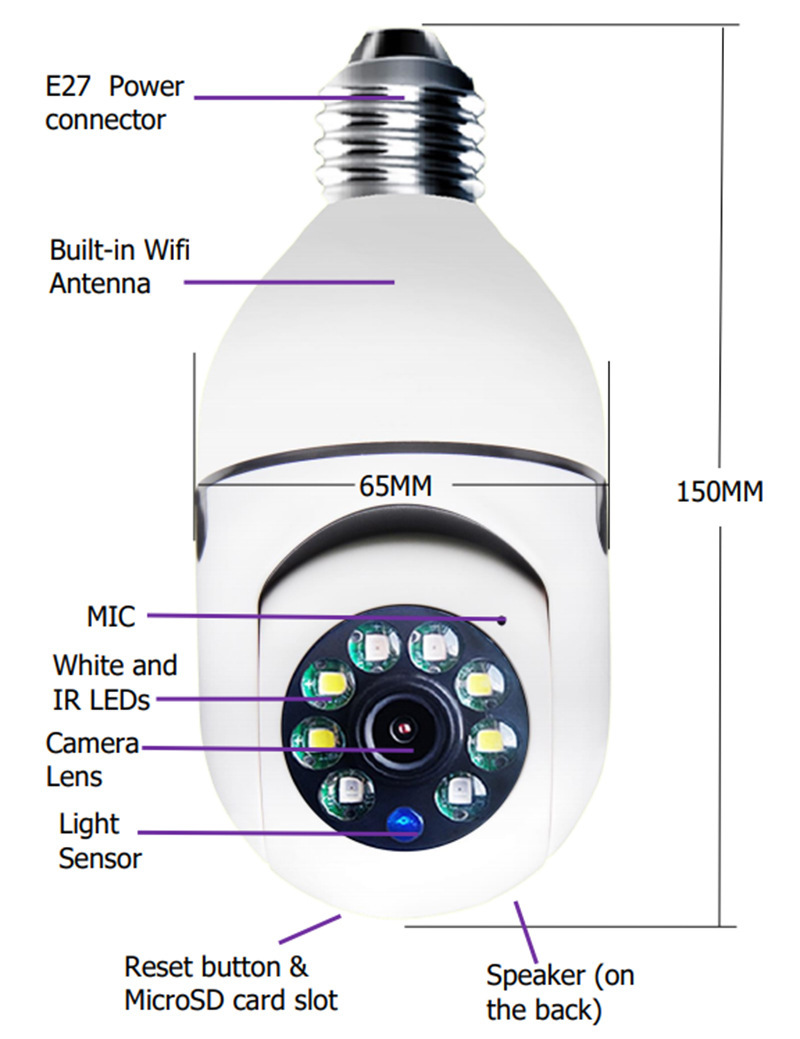 E27 Power
connector
Built-in Wifi
Antenna
65MM
150MM
MIC
White and
IR LEDs
Camera
Lens
Light
Sensor
Reset button &
MicroSD card slot
Speaker (on
the back)